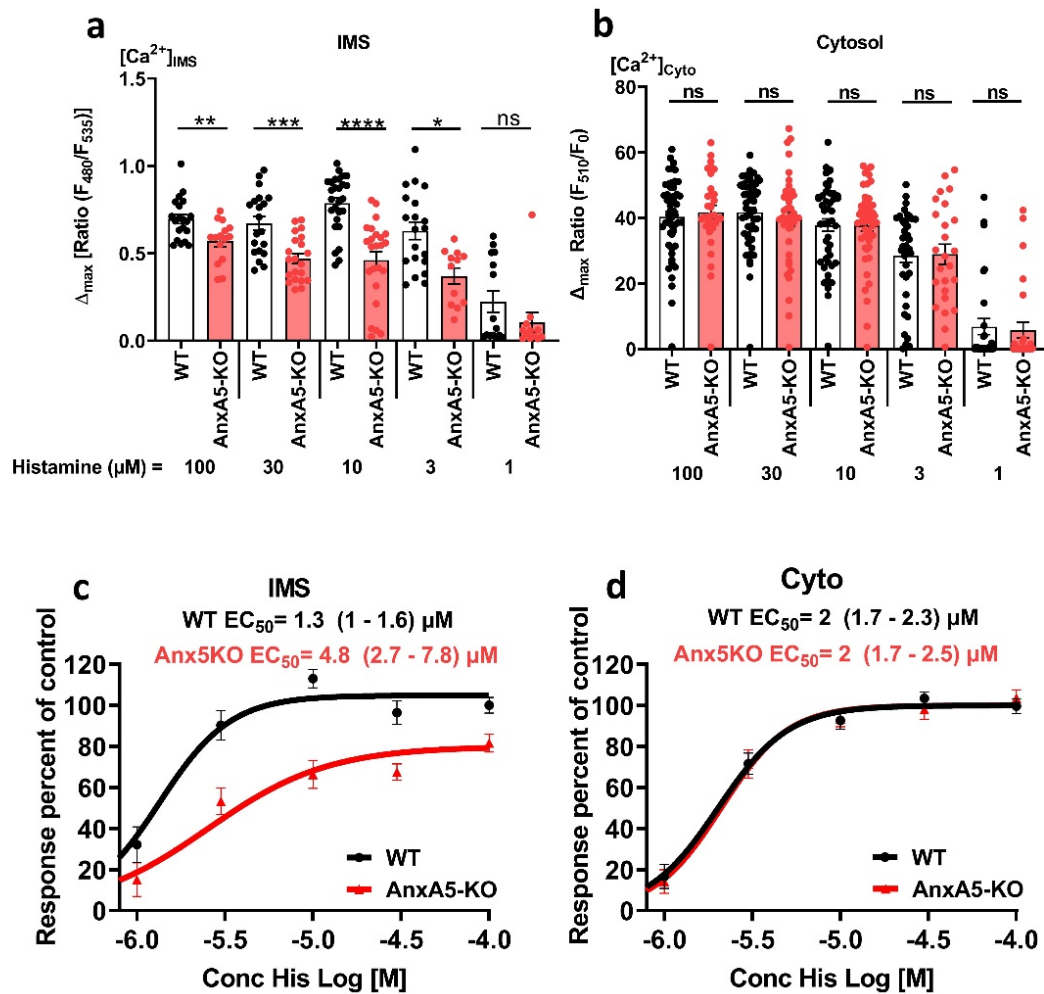 a
IMS
[Ca²⁺]IMS
Δmax [Ratio (F480/F535)]
1.5
1.0
0.5
0.0
**
***
****
*
ns
WT
AnxA5-KO
WT
AnxA5-KO
WT
AnxA5-KO
WT
AnxA5-KO
WT
AnxA5-KO
Histamine (µM) = 100 30 10 3 1
b
Cytosol
[Ca²⁺]Cyto
Δmax Ratio (F510/F0)
80
60
40
20
0
ns
ns
ns
ns
ns
WT
AnxA5-KO
WT
AnxA5-KO
WT
AnxA5-KO
WT
AnxA5-KO
WT
AnxA5-KO
100 30 10 3 1
c
IMS
WT EC50= 1.3 (1 - 1.6) µM
Anx5KO EC50= 4.8 (2.7 - 7.8) µM
Response percent of control
120
100
80
60
40
20
0
WT
AnxA5-KO
-6.0 -5.5 -5.0 -4.5 -4.0
Conc His Log [M]
d
Cyto
WT EC50= 2 (1.7 - 2.3) µM
Anx5KO EC50= 2 (1.7 - 2.5) µM
Response percent of control
120
100
80
60
40
20
0
WT
AnxA5-KO
-6.0 -5.5 -5.0 -4.5 -4.0
Conc His Log [M]